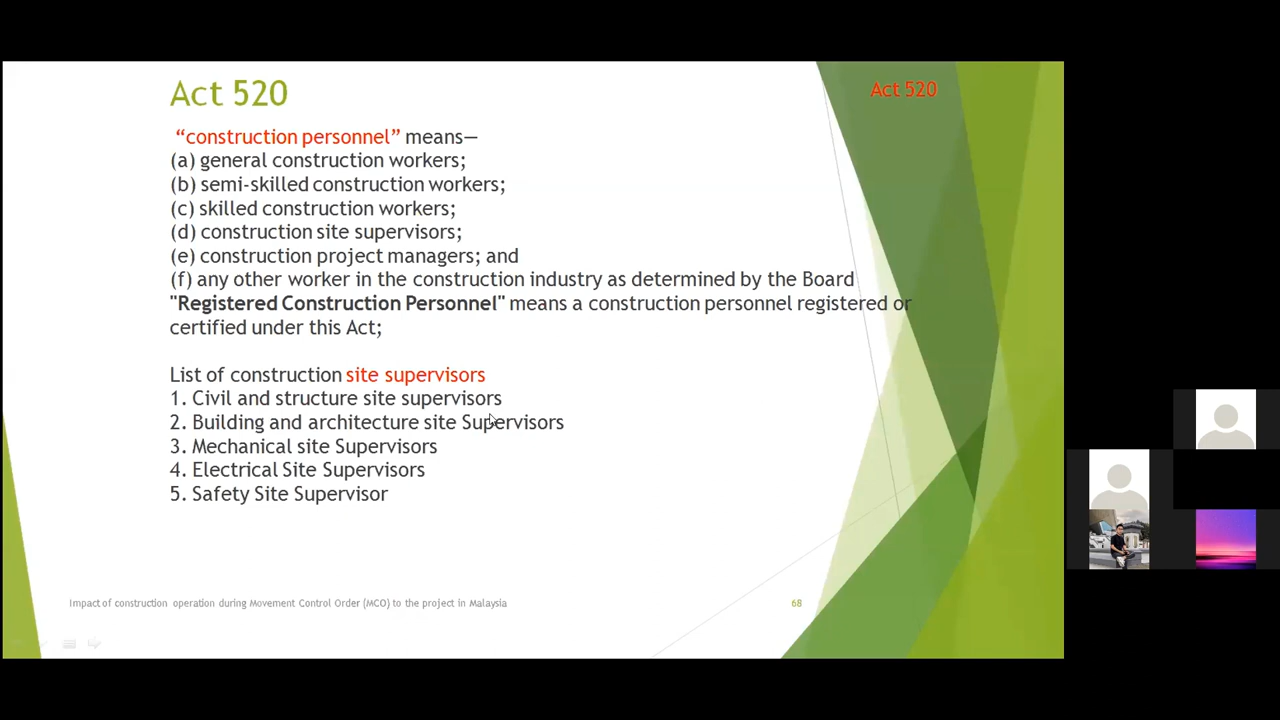 Act 520
Act 520
“construction personnel” means—
(a) general construction workers;
(b) semi-skilled construction workers;
(c) skilled construction workers;
(d) construction site supervisors;
(e) construction project managers; and
(f) any other worker in the construction industry as determined by the Board
"Registered Construction Personnel" means a construction personnel registered or
certified under this Act;
List of construction site supervisors
1. Civil and structure site supervisors
2. Building and architecture site Supervisors
3. Mechanical site Supervisors
4. Electrical Site Supervisors
5. Safety Site Supervisor
Impact of construction operation during Movement Control Order (MCO) to the project in Malaysia
68